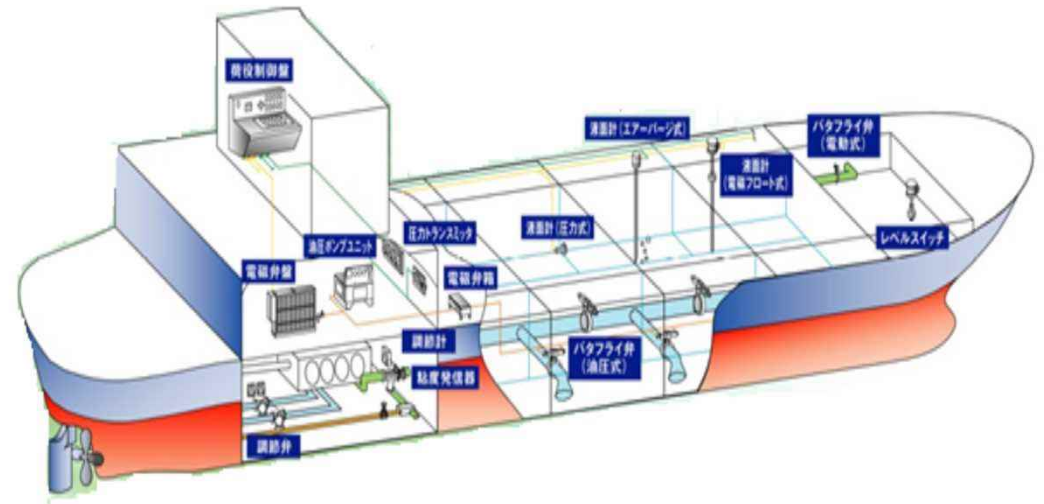 荷役制御盤
液面計(エアーパージ式)
バタフライ弁
(電動式)
液面計
(電磁フロート式)
レベルスイッチ
圧力トランスミッタ
液面計(圧力式)
油圧ポンプユニット
電磁弁盤
電磁弁箱
調節計
粘度発信器
バタフライ弁
(油圧式)
調節弁